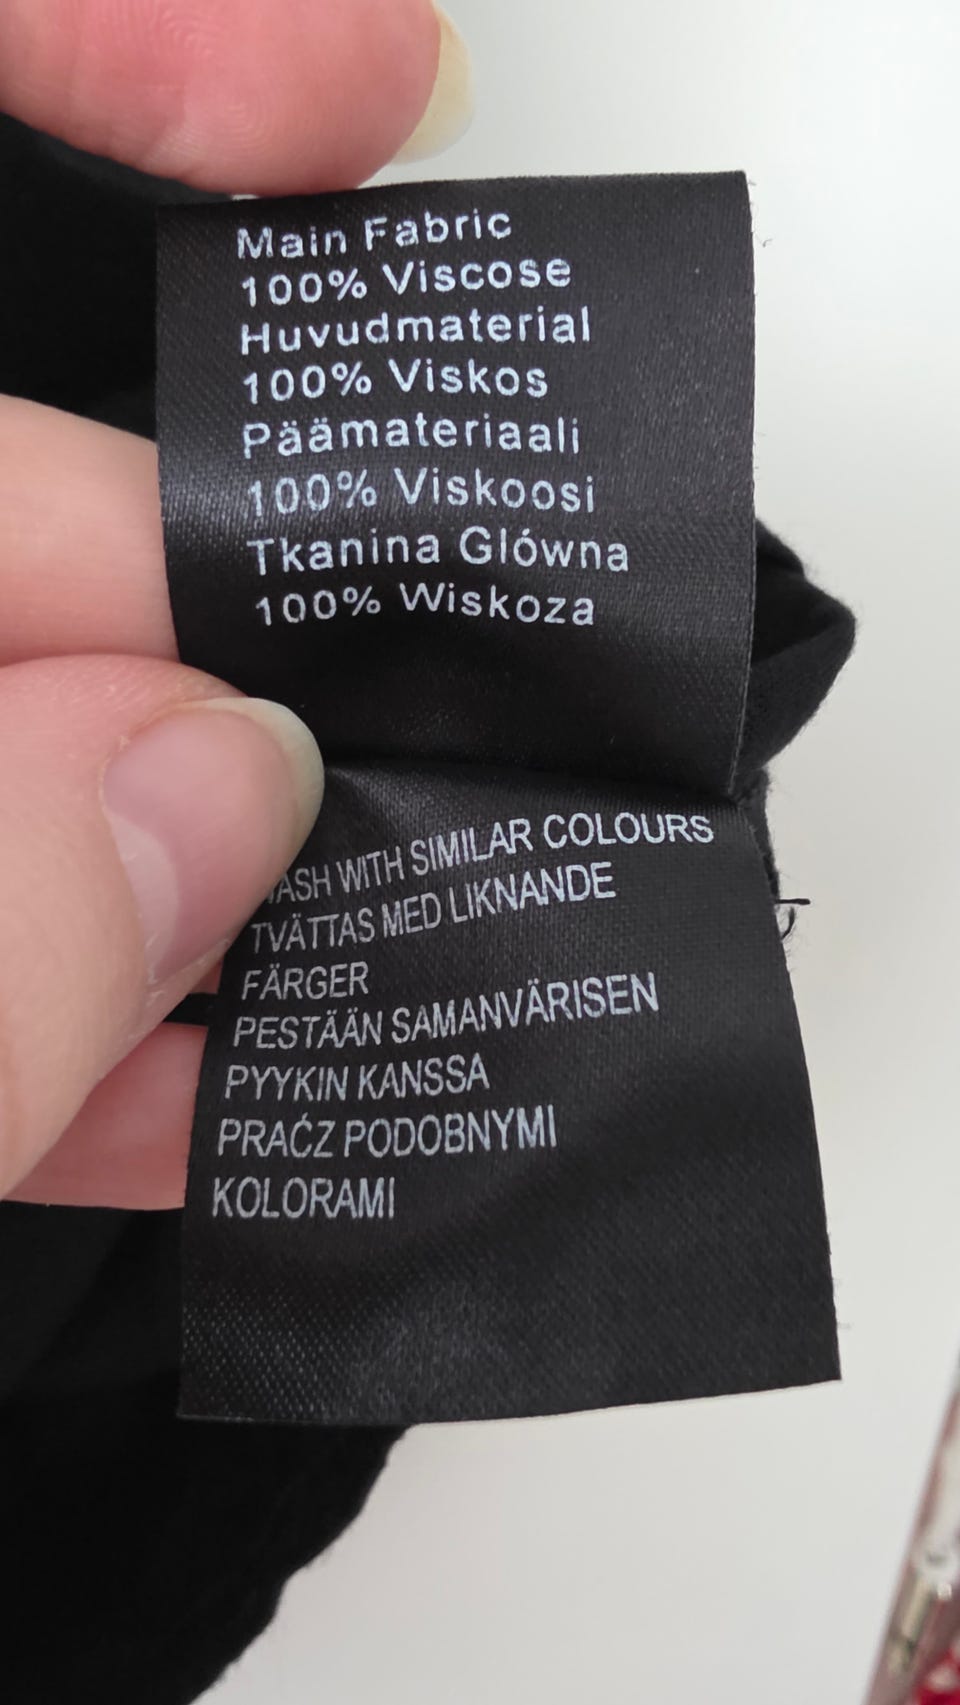 Main Fabric
100% Viscose
Huvudmaterial
100% Viskos
Päämateriaali
100% Viskoosi
Tkanina Glówna
100% Wiskoza
WASH WITH SIMILAR COLOURS
TVÄTTAS MED LIKNANDE
FÄRGER
PESTÄÄN SAMANVÄRISEN
PYYKIN KANSSA
PRAĆZ PODOBNYMI
KOLORAMI